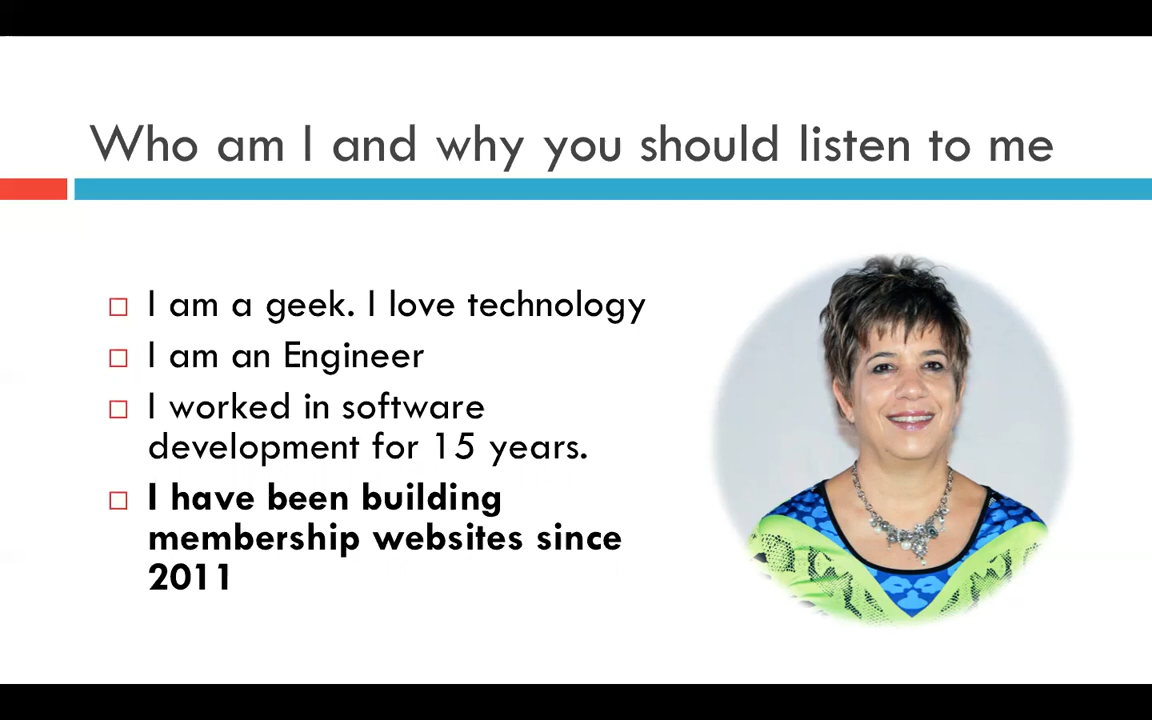 Who am I and why you should listen to me
I am a geek. I love technology
I am an Engineer
I worked in software
development for 15 years.
I have been building
membership websites since
2011